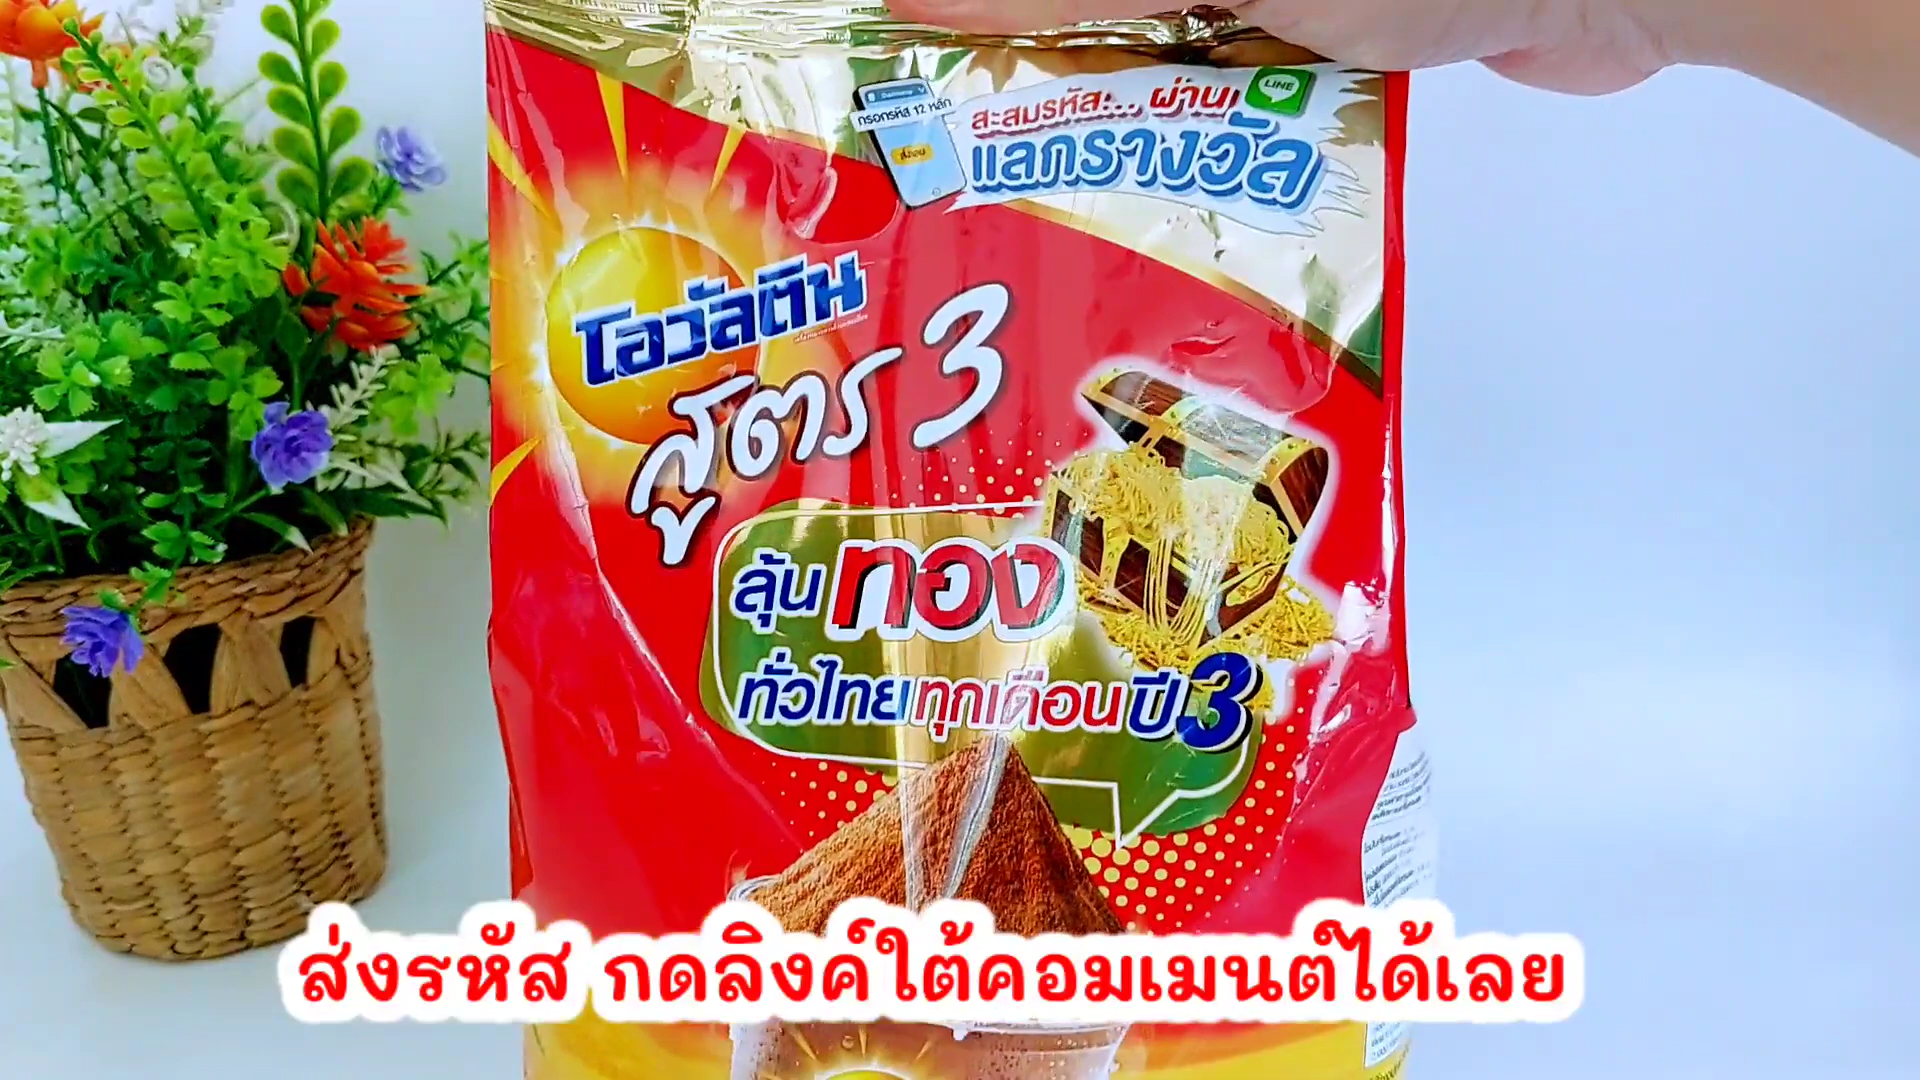 กรอกรหัส 12 หลัก
สะสมรหัส... ผ่าน LINE
แลกรางวัล
โอวัลติน
สูตร 3
ลุ้นทอง
ทั่วไทยทุกเดือนปี 3
ส่งรหัส กดลิงค์ใต้คอมเมนต์ได้เลย